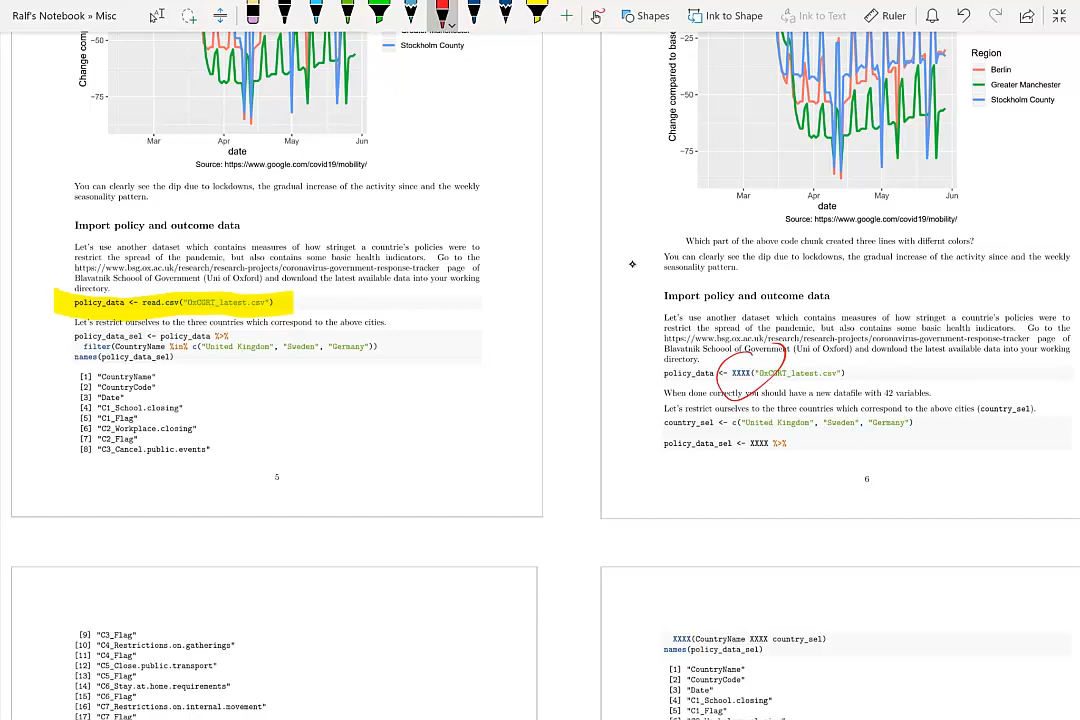 Ralf's Notebook » Misc
Shapes
Ink to Shape
Ink to Text
Ruler
Change com
−50
−75
Greater Manchester
Stockholm County
Mar
Apr
May
Jun
date
Source: https://www.google.com/covid19/mobility/
You can clearly see the dip due to lockdowns, the gradual increase of the activity since and the weekly
seasonality pattern.
Import policy and outcome data
Let's use another dataset which contains measures of how stringet a countrie's policies were to
restrict the spread of the pandemic, but also contains some basic health indicators. Go to the
https://www.bsg.ox.ac.uk/research/research-projects/coronavirus-government-response-tracker page of
Blavatnik Schoool of Government (Uni of Oxford) and download the latest available data into your working
directory.
policy_data <- read.csv("OxCGRT_latest.csv")
Let's restrict ourselves to the three countries which correspond to the above cities.
policy_data_sel <- policy_data %>%
filter(CountryName %in% c("United Kingdom", "Sweden", "Germany"))
names(policy_data_sel)
[1] "CountryName"
[2] "CountryCode"
[3] "Date"
[4] "C1_School.closing"
[5] "C1_Flag"
[6] "C2_Workplace.closing"
[7] "C2_Flag"
[8] "C3_Cancel.public.events"
5
[9] "C3_Flag"
[10] "C4_Restrictions.on.gatherings"
[11] "C4_Flag"
[12] "C5_Close.public.transport"
[13] "C5_Flag"
[14] "C6_Stay.at.home.requirements"
[15] "C6_Flag"
[16] "C7_Restrictions.on.internal.movement"
[17] "C7_Flag"
Change compared to base
−25
−50
−75
Region
Berlin
Greater Manchester
Stockholm County
Mar
Apr
May
Jun
date
Source: https://www.google.com/covid19/mobility/
Which part of the above code chunk created three lines with differnt colors?
You can clearly see the dip due to lockdowns, the gradual increase of the activity since and the weekly
seasonality pattern.
Import policy and outcome data
Let's use another dataset which contains measures of how stringet a countrie's policies were to
restrict the spread of the pandemic, but also contains some basic health indicators. Go to the
https://www.bsg.ox.ac.uk/research/research-projects/coronavirus-government-response-tracker page of
Blavatnik Schoool of Government (Uni of Oxford) and download the latest available data into your working
directory.
policy_data <- XXXX("OxCGRT_latest.csv")
When done correctly you should have a new datafile with 42 variables.
Let's restrict ourselves to the three countries which correspond to the above cities (country_sel).
country_sel <- c("United Kingdom", "Sweden", "Germany")
policy_data_sel <- XXXX %>%
6
XXXX(CountryName XXXX country_sel)
names(policy_data_sel)
[1] "CountryName"
[2] "CountryCode"
[3] "Date"
[4] "C1_School.closing"
[5] "C1_Flag"